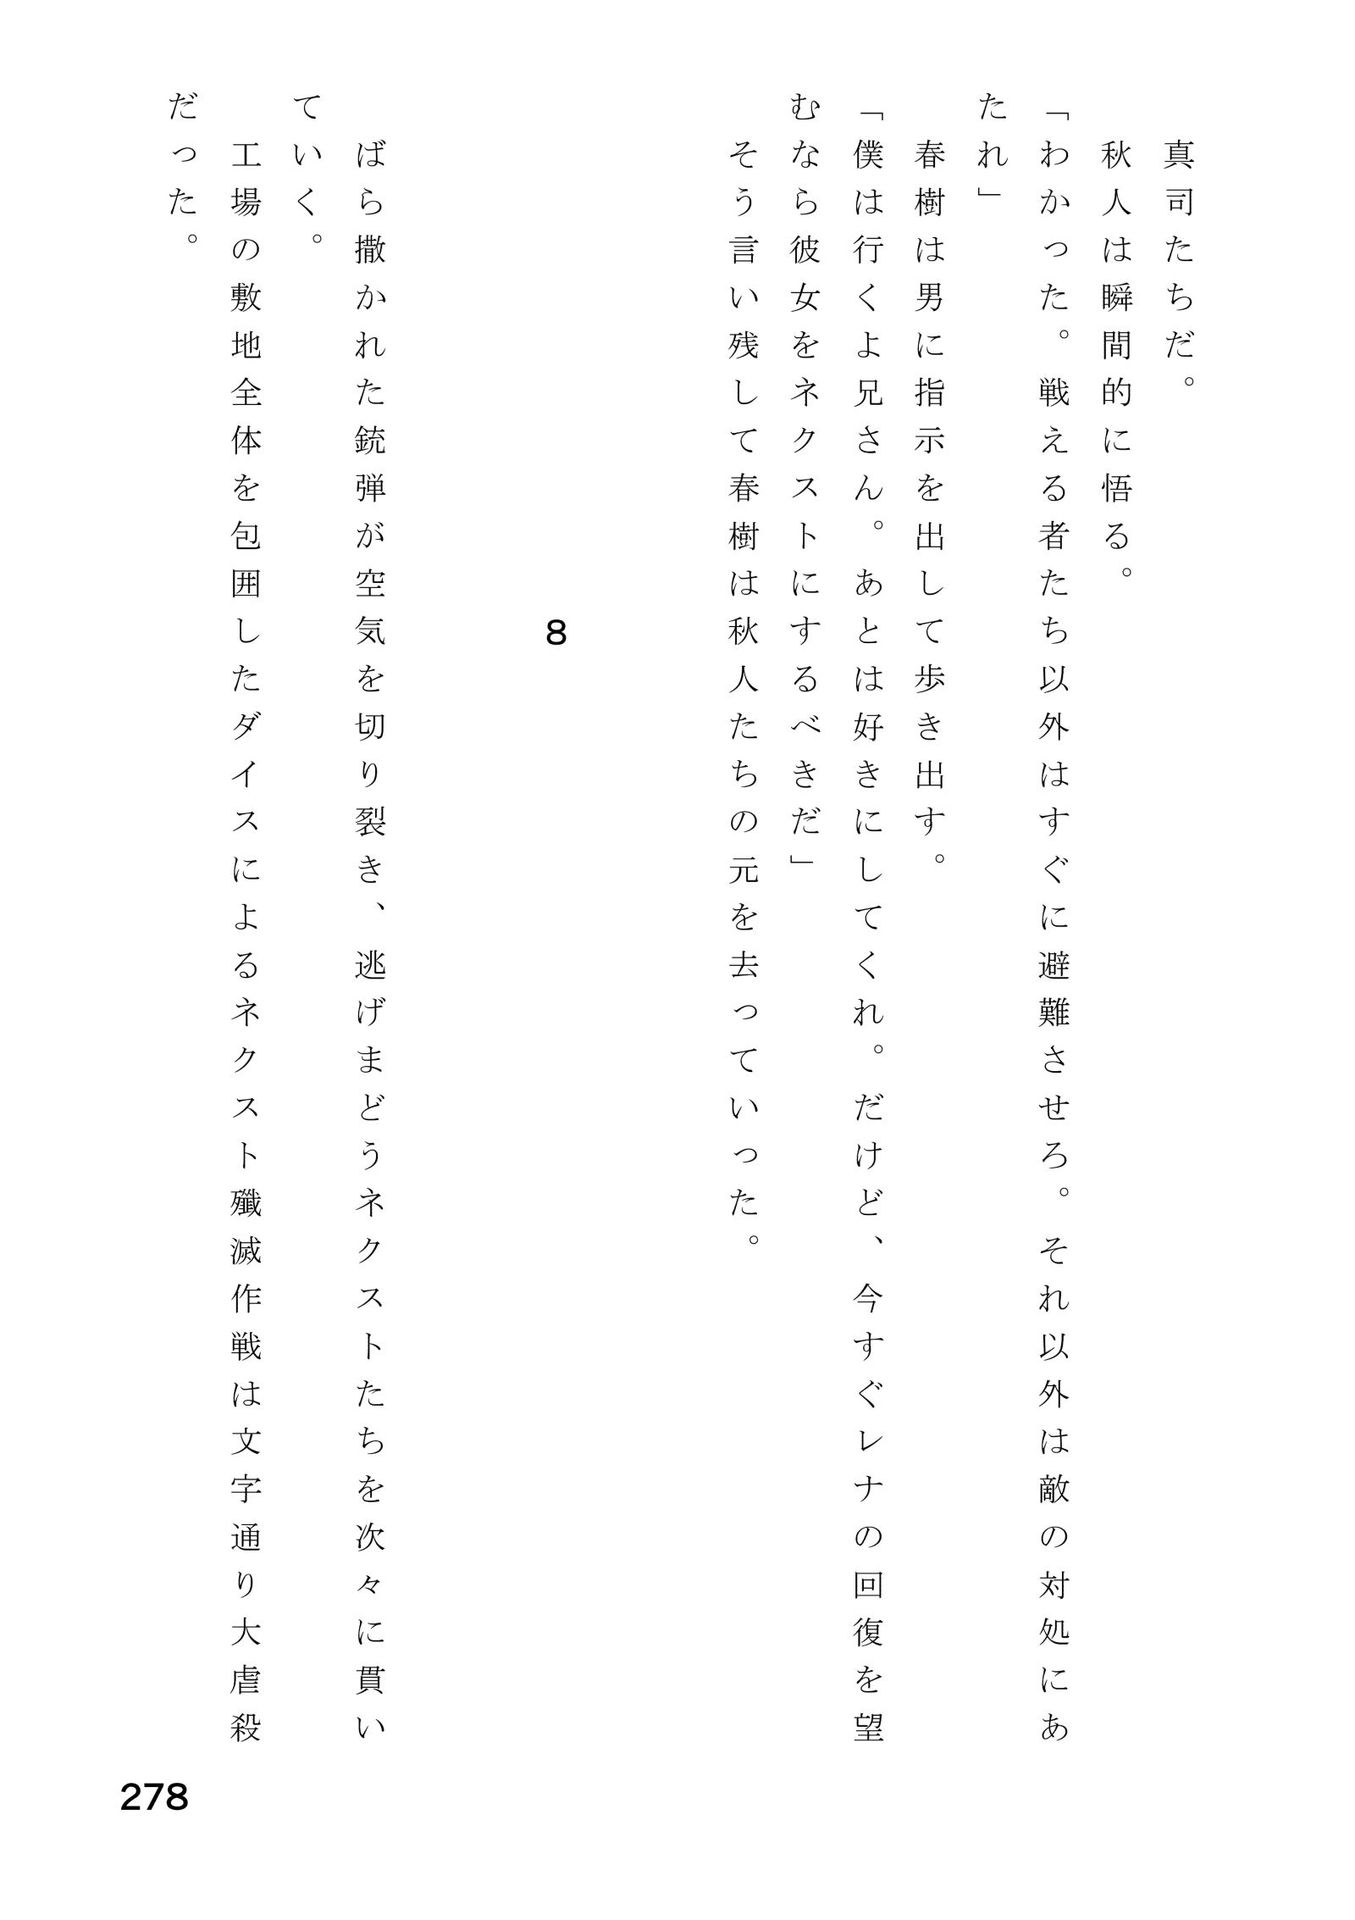 真司たちだ。
　秋人は瞬間的に悟る。
「わかった。戦える者たち以外はすぐに避難させろ。それ以外は敵の対処にあ
たれ」
　春樹は男に指示を出して歩き出す。
「僕は行くよ兄さん。あとは好きにしてくれ。だけど、今すぐレナの回復を望
むなら彼女をネクストにするべきだ」
　そう言い残して春樹は秋人たちの元を去っていった。
8
　ばら撒かれた銃弾が空気を切り裂き、逃げまどうネクストたちを次々に貫い
ていく。
　工場の敷地全体を包囲したダイスによるネクスト殲滅作戦は文字通り大虐殺
だった。
278